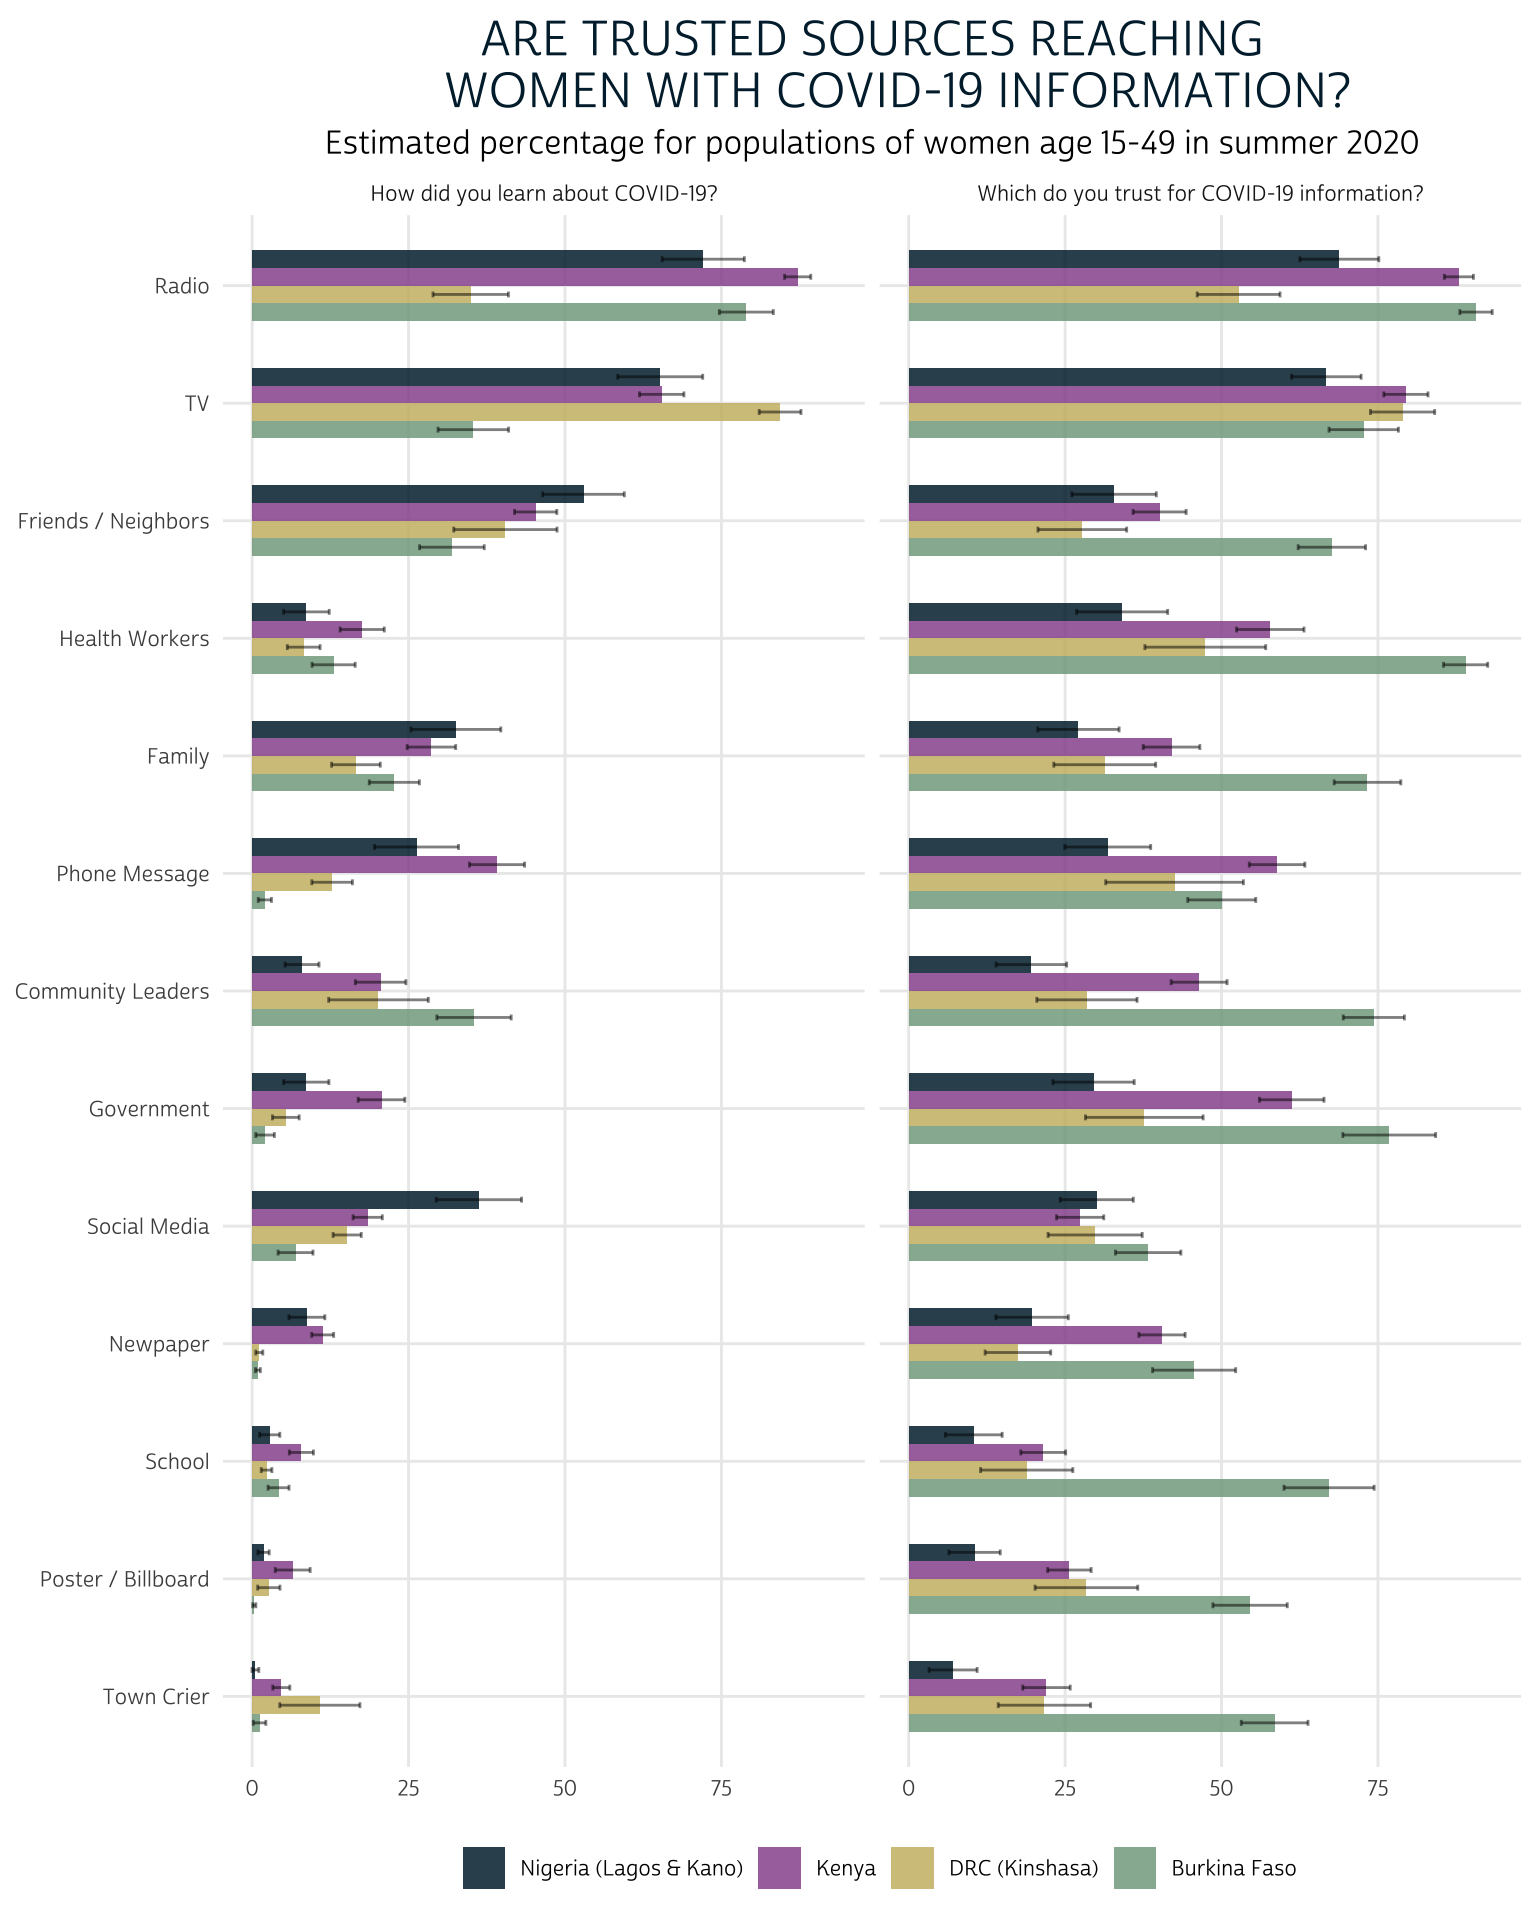 ARE TRUSTED SOURCES REACHING
WOMEN WITH COVID-19 INFORMATION?
Estimated percentage for populations of women age 15-49 in summer 2020
How did you learn about COVID-19?
Which do you trust for COVID-19 information?
Radio
TV
Friends / Neighbors
Health Workers
Family
Phone Message
Community Leaders
Government
Social Media
Newpaper
School
Poster / Billboard
Town Crier
0 25 50 75
0 25 50 75
Nigeria (Lagos & Kano) Kenya DRC (Kinshasa) Burkina Faso